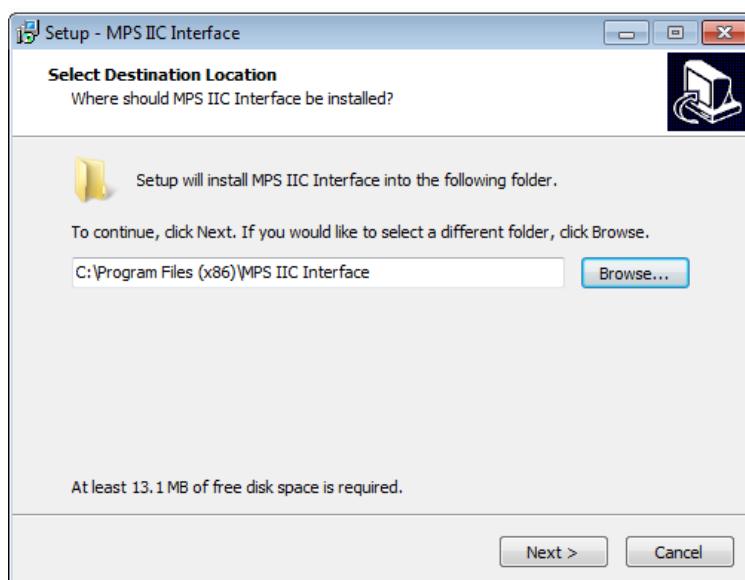 Setup - MPS IIC Interface
Select Destination Location
Where should MPS IIC Interface be installed?
Setup will install MPS IIC Interface into the following folder.
To continue, click Next. If you would like to select a different folder, click Browse.
C:\Program Files (x86)\MPS IIC Interface
Browse...
At least 13.1 MB of free disk space is required.
Next >
Cancel